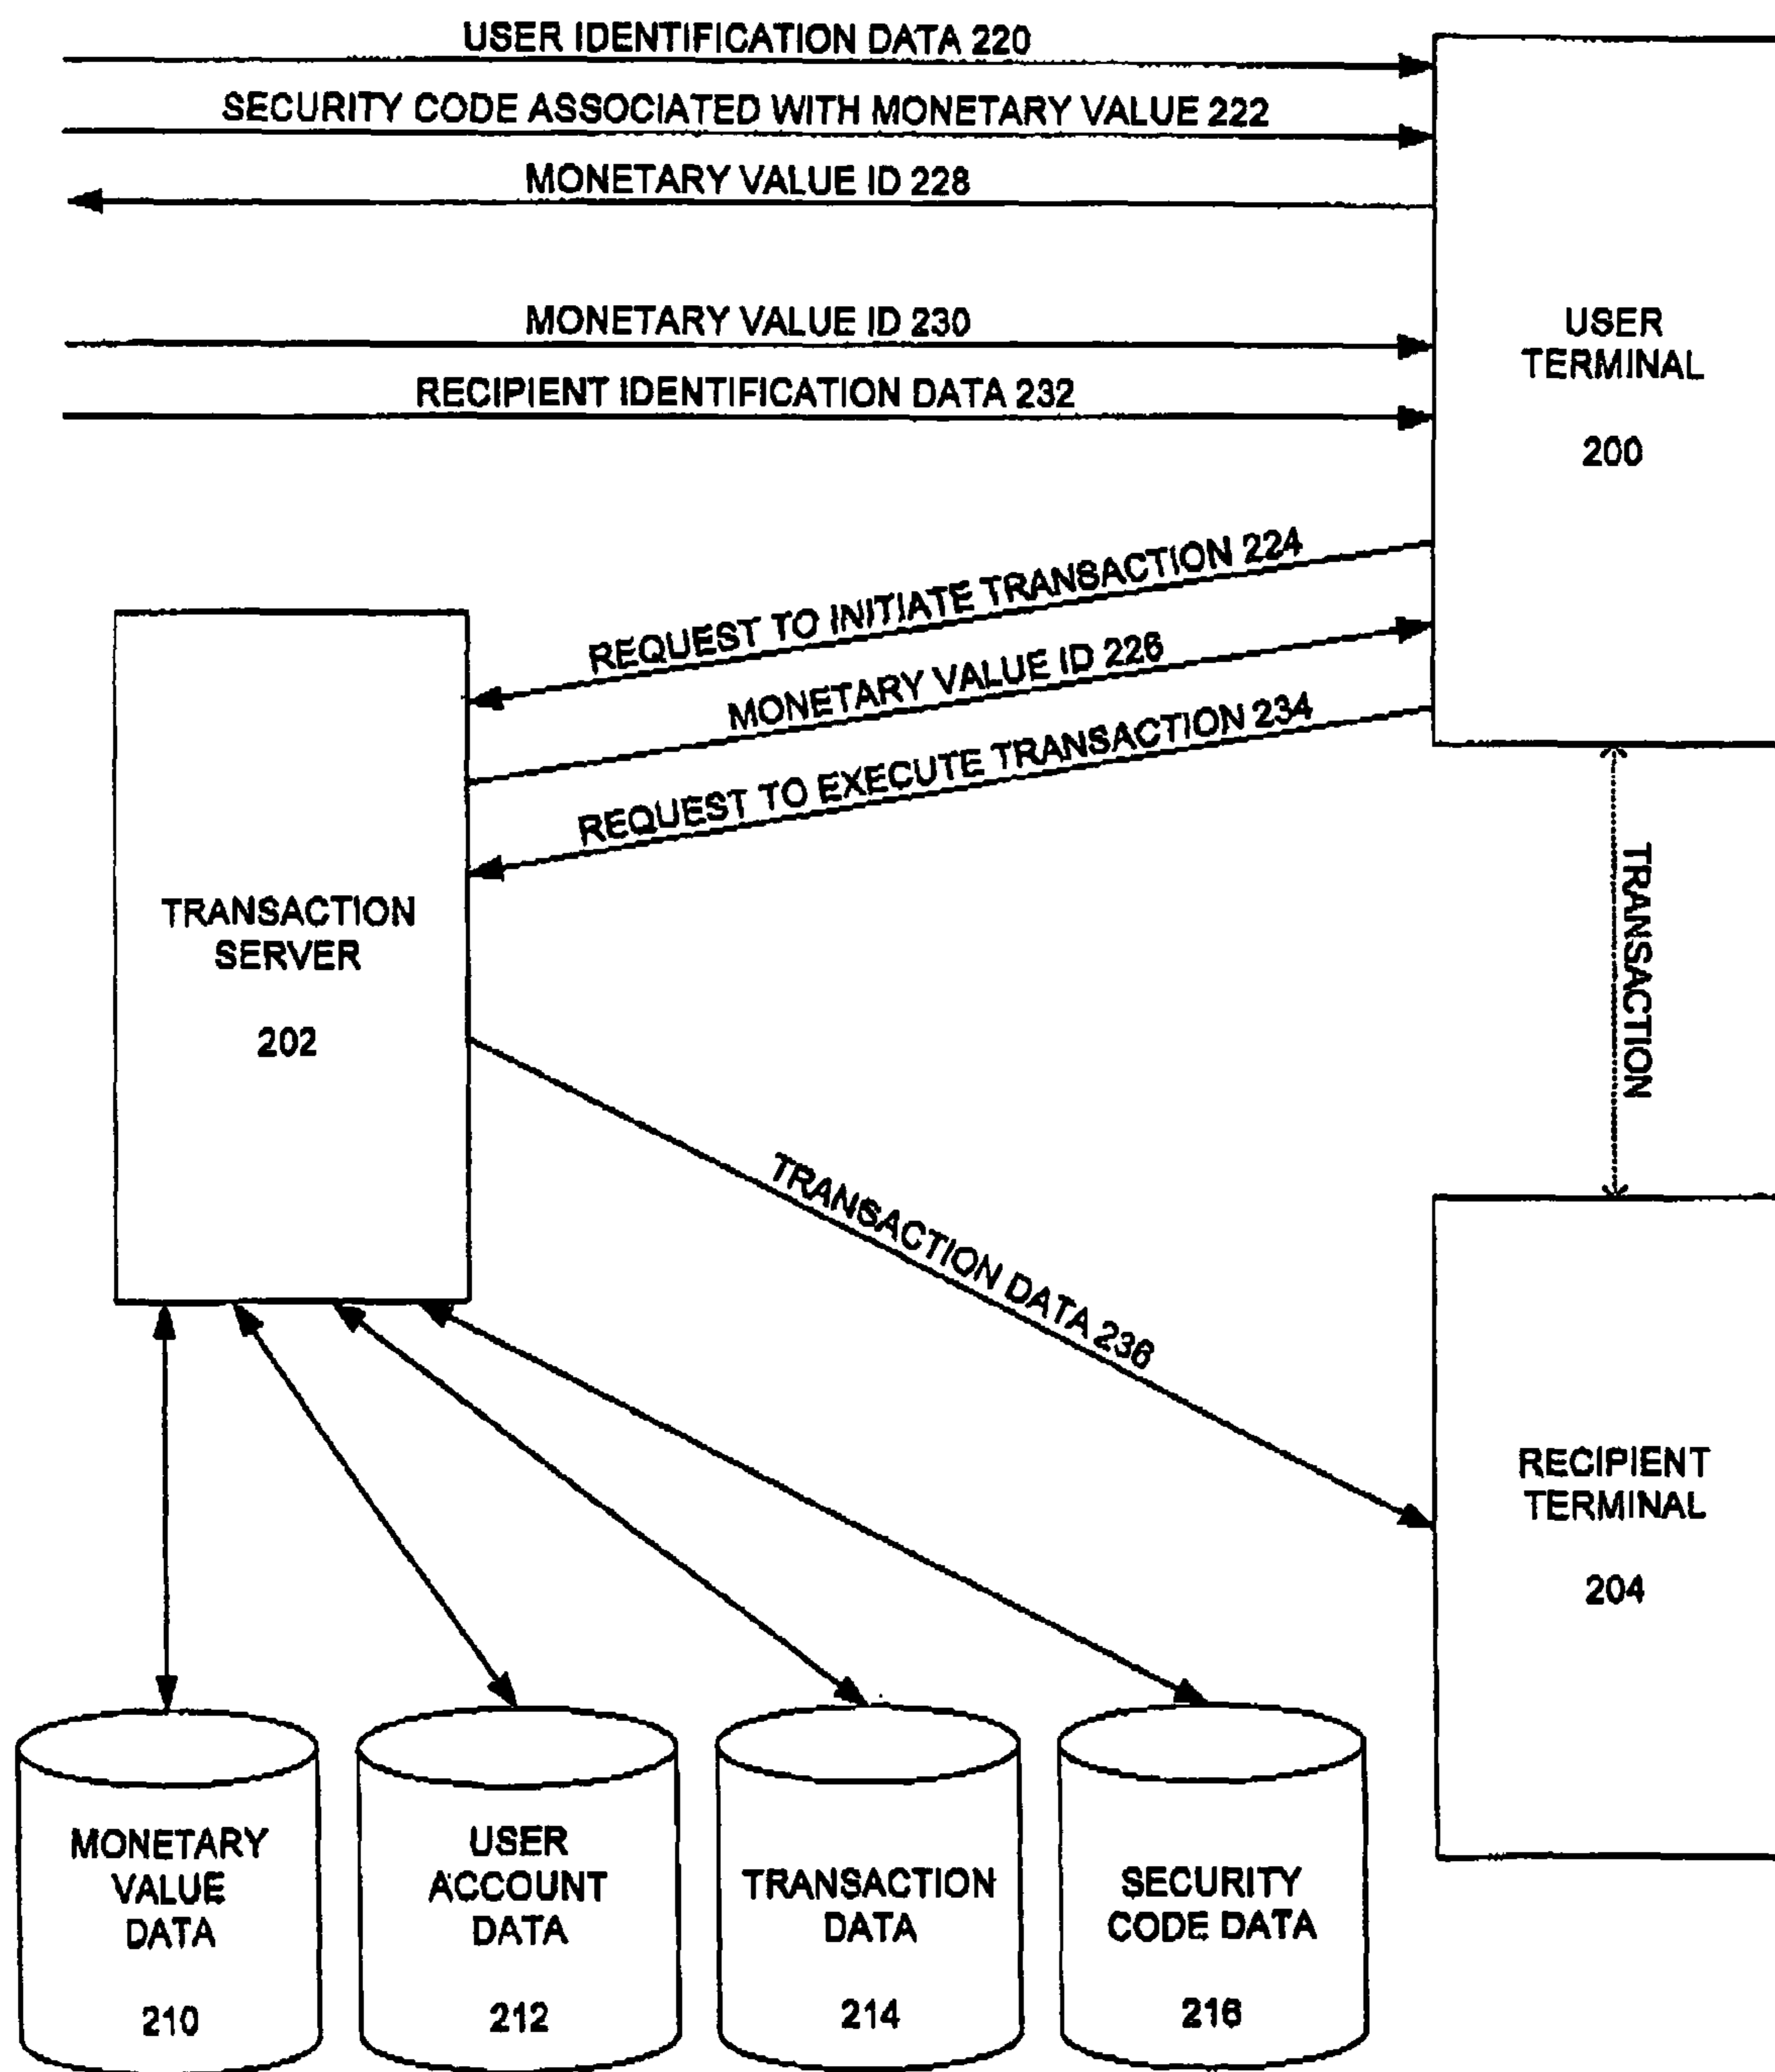 USER IDENTIFICATION DATA 220
SECURITY CODE ASSOCIATED WITH MONETARY VALUE 222
MONETARY VALUE ID 228
MONETARY VALUE ID 230
RECIPIENT IDENTIFICATION DATA 232
USER
TERMINAL
200
REQUEST TO INITIATE TRANSACTION 224
MONETARY VALUE ID 226
REQUEST TO EXECUTE TRANSACTION 234
TRANSACTION
SERVER
202
TRANSACTION
TRANSACTION DATA 236
RECIPIENT
TERMINAL
204
MONETARY
VALUE
DATA
210
USER
ACCOUNT
DATA
212
TRANSACTION
DATA
214
SECURITY
CODE DATA
216